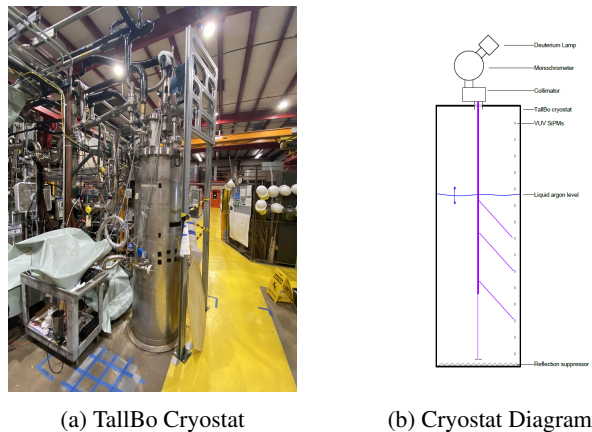 Deuterium Lamp
Monochrometer
Collimator
TallBo cryostat
VUV SiPMs
Liquid argon level
Reflection suppressor
(a) TallBo Cryostat
(b) Cryostat Diagram